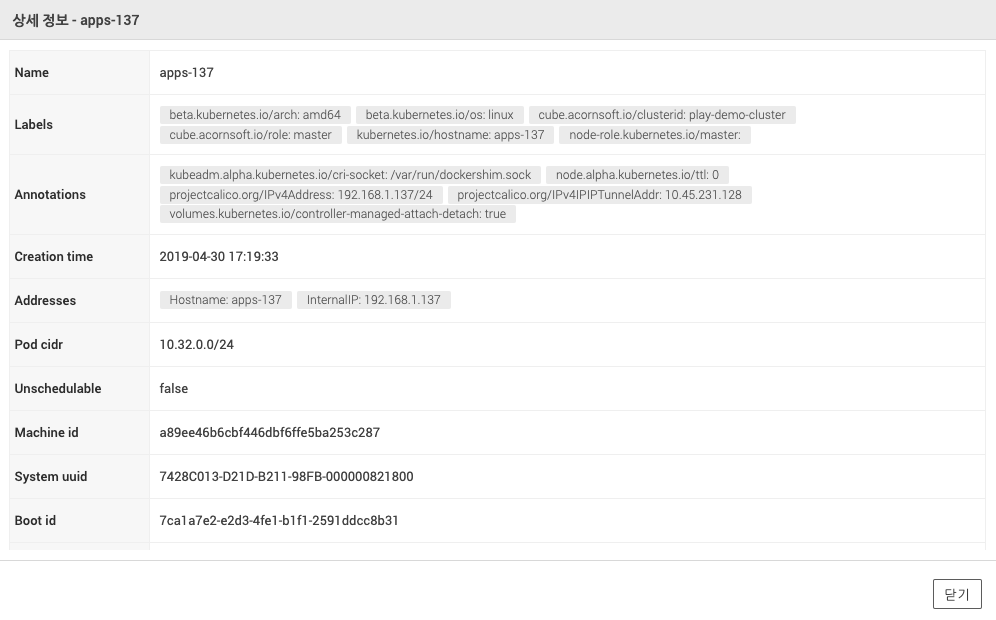 상세 정보 - apps-137
Name
apps-137
Labels
beta.kubernetes.io/arch: amd64 beta.kubernetes.io/os: linux cube.acornsoft.io/clusterid: play-demo-cluster
cube.acornsoft.io/role: master kubernetes.io/hostname: apps-137 node-role.kubernetes.io/master:
Annotations
kubeadm.alpha.kubernetes.io/cri-socket: /var/run/dockershim.sock node.alpha.kubernetes.io/ttl: 0
projectcalico.org/IPv4Address: 192.168.1.137/24 projectcalico.org/IPv4IPIPTunnelAddr: 10.45.231.128
volumes.kubernetes.io/controller-managed-attach-detach: true
Creation time
2019-04-30 17:19:33
Addresses
Hostname: apps-137 InternalIP: 192.168.1.137
Pod cidr
10.32.0.0/24
Unschedulable
false
Machine id
a89ee46b6cbf446dbf6ffe5ba253c287
System uuid
7428C013-D21D-B211-98FB-000000821800
Boot id
7ca1a7e2-e2d3-4fe1-b1f1-2591ddcc8b31
닫기